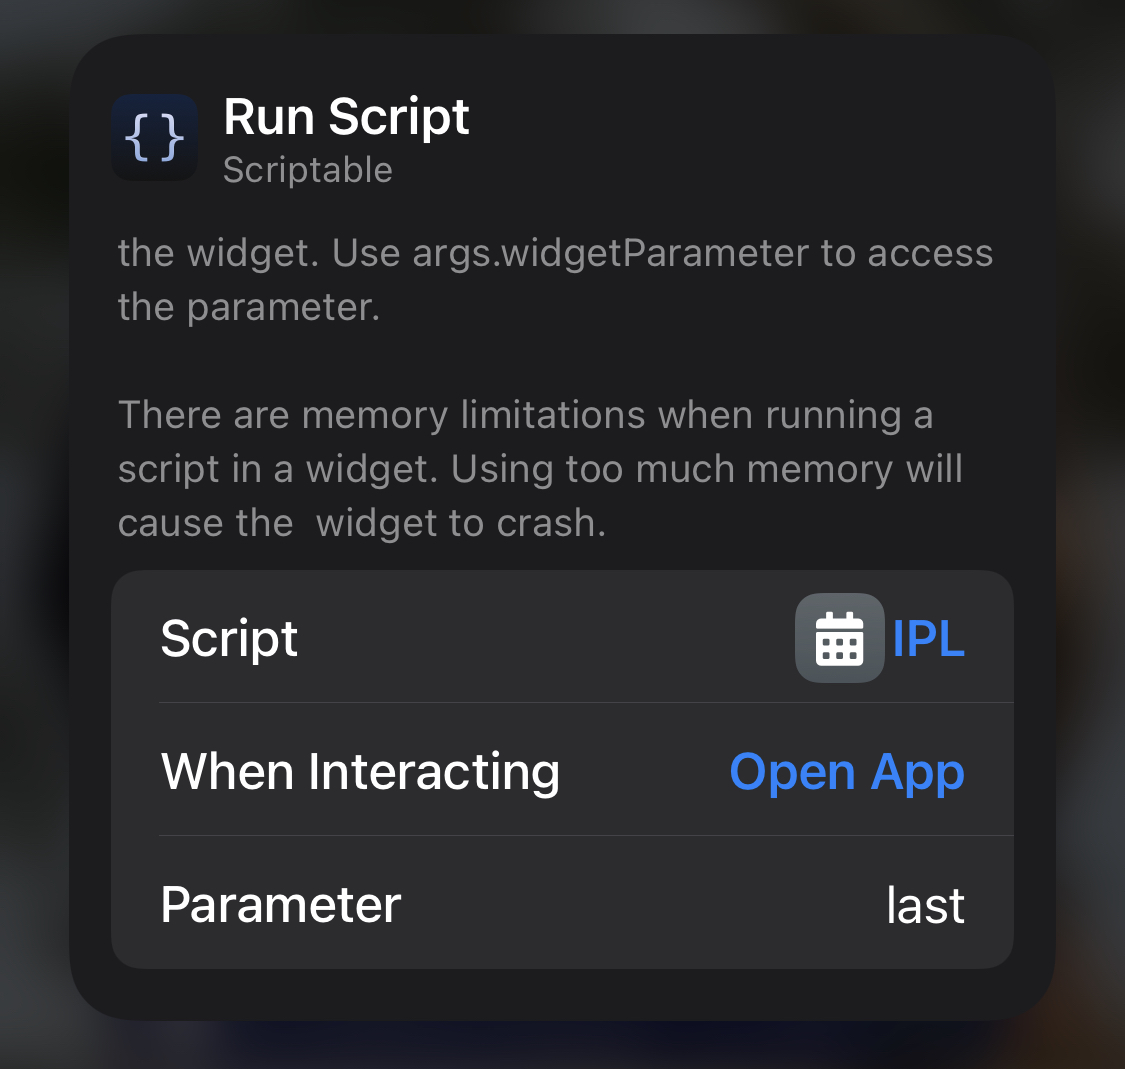 {}
Run Script
Scriptable
the widget. Use args.widgetParameter to access
the parameter.
There are memory limitations when running a
script in a widget. Using too much memory will
cause the  widget to crash.
Script IPL
When Interacting Open App
Parameter last